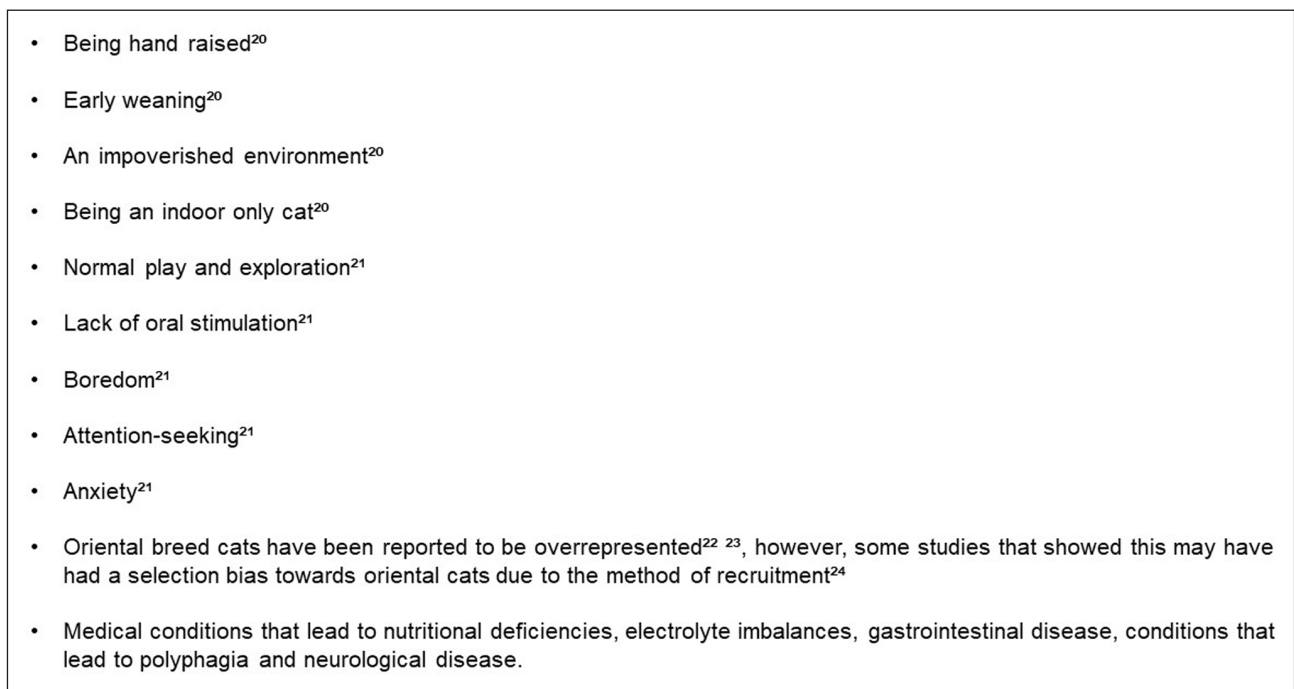 • Being hand raised²⁰
• Early weaning²⁰
• An impoverished environment²⁰
• Being an indoor only cat²⁰
• Normal play and exploration²¹
• Lack of oral stimulation²¹
• Boredom²¹
• Attention-seeking²¹
• Anxiety²¹
• Oriental breed cats have been reported to be overrepresented²² ²³, however, some studies that showed this may have
had a selection bias towards oriental cats due to the method of recruitment²⁴
• Medical conditions that lead to nutritional deficiencies, electrolyte imbalances, gastrointestinal disease, conditions that
lead to polyphagia and neurological disease.